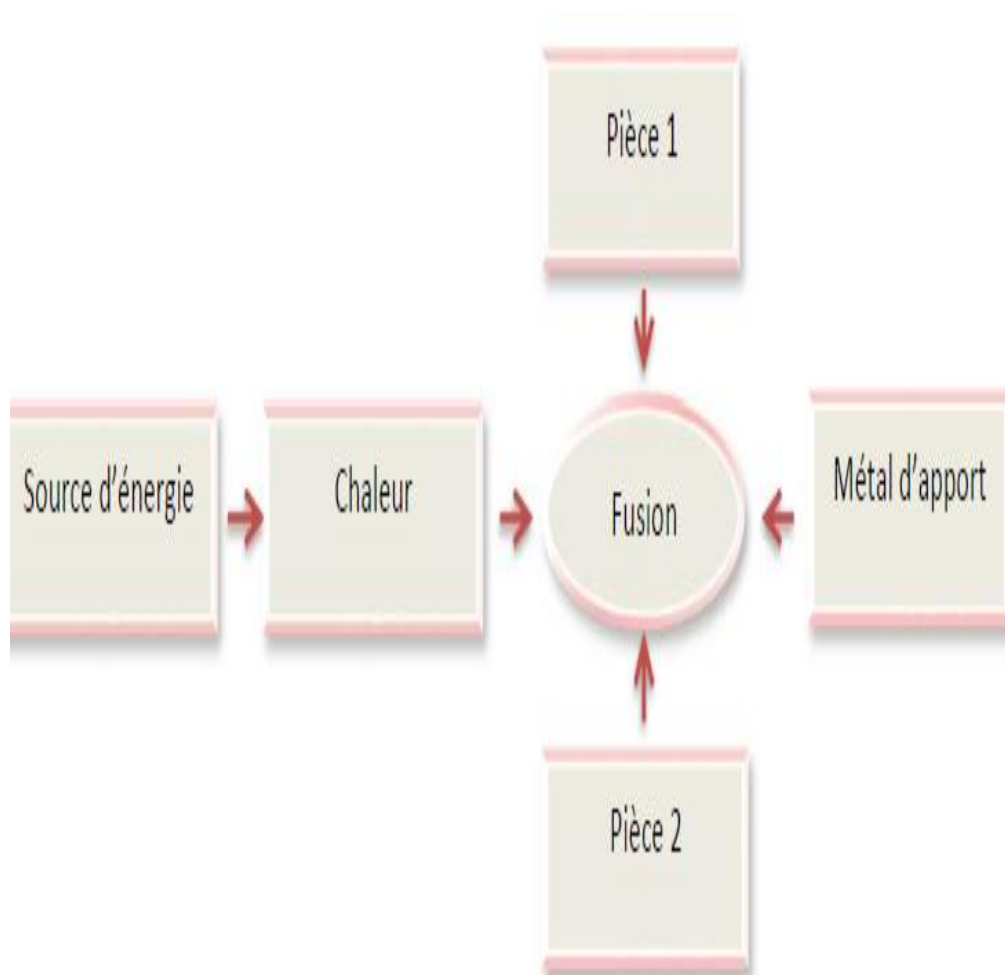 Pièce 1
Source d'énergie
Chaleur
Fusion
Métal d'apport
Pièce 2